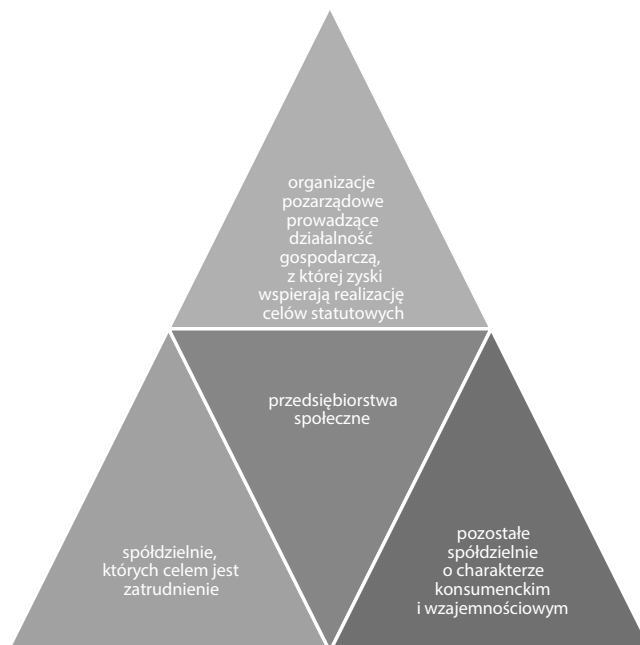 organizacje
pozarządowe
prowadzące
działalność
gospodarczą,
z której zyski
wspierają realizację
celów statutowych
przedsiębiorstwa
społeczne
spółdzielnie,
których celem jest
zatrudnienie
pozostałe
spółdzielnie
o charakterze
konsumenckim
i wzajemnościowym